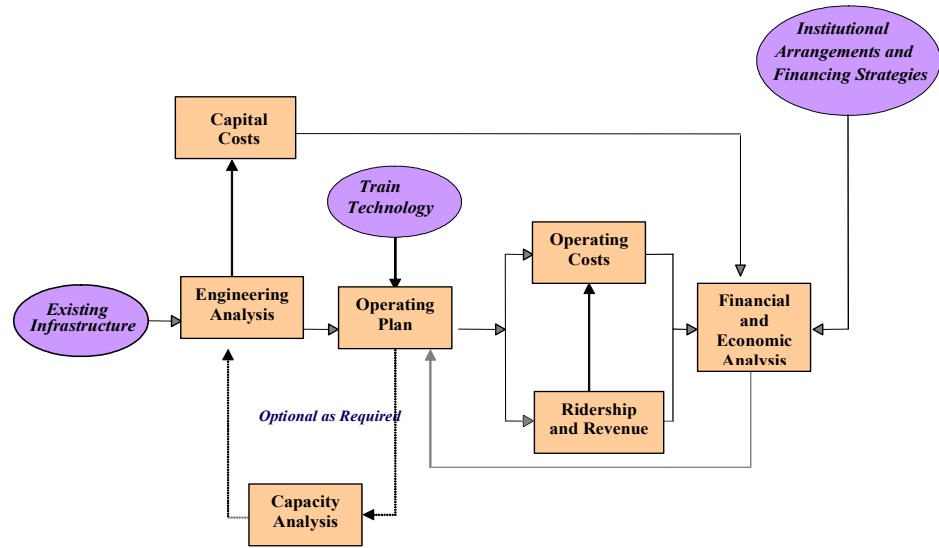 Institutional
Arrangements and
Financing Strategies
Capital
Costs
Train
Technology
Operating
Costs
Engineering
Analysis
Existing
Infrastructure
Operating
Plan
Financial
and
Economic
Analysis
Optional as Required
Ridership
and Revenue
Capacity
Analysis